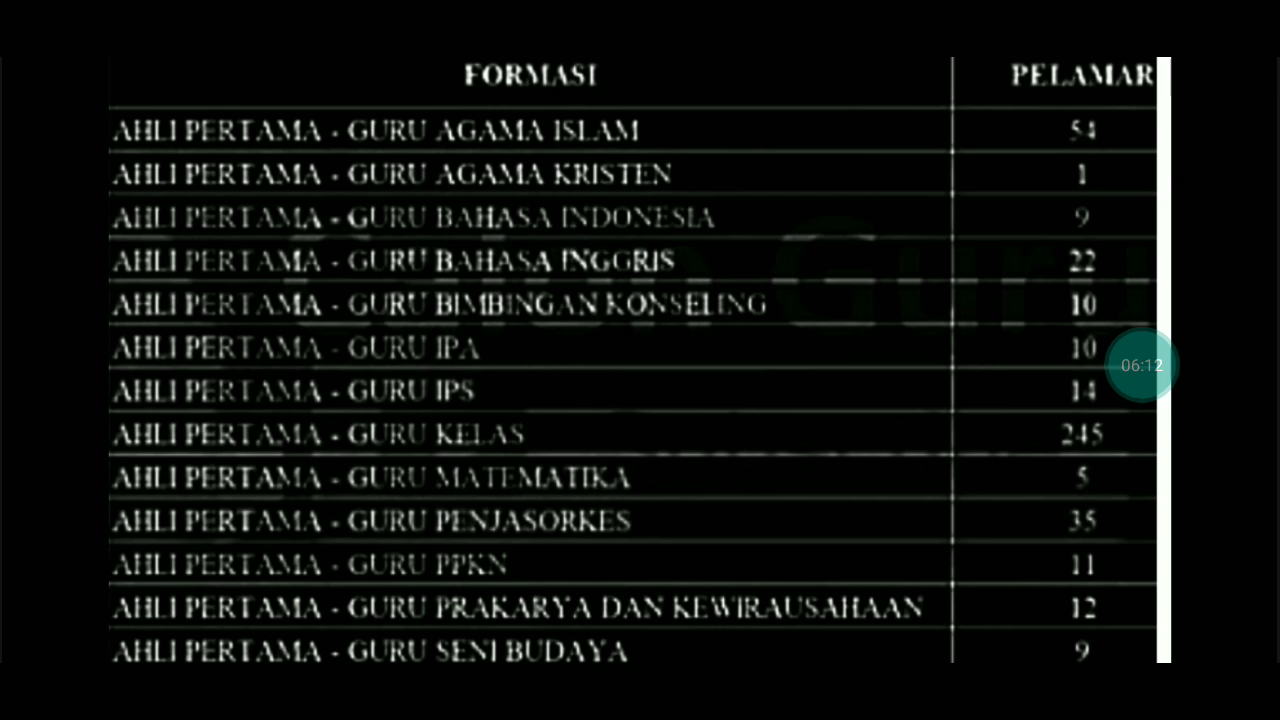 FORMASI PELAMAR
AHLI PERTAMA - GURU AGAMA ISLAM 54
AHLI PERTAMA - GURU AGAMA KRISTEN 1
AHLI PERTAMA - GURU BAHASA INDONESIA 9
AHLI PERTAMA - GURU BAHASA INGGRIS 22
AHLI PERTAMA - GURU BIMBINGAN KONSELING 10
AHLI PERTAMA - GURU IPA 10
06:12
AHLI PERTAMA - GURU IPS 14
AHLI PERTAMA - GURU KELAS 245
AHLI PERTAMA - GURU MATEMATIKA 5
AHLI PERTAMA - GURU PENJASORKES 35
AHLI PERTAMA - GURU PPKN 11
AHLI PERTAMA - GURU PRAKARYA DAN KEWIRAUSAHAAN 12
AHLI PERTAMA - GURU SENI BUDAYA 9